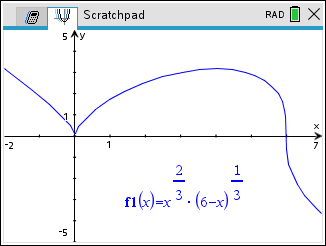 Scratchpad RAD
5 y
1
x
-2 1 7
f1(x)=x^(2/3)·(6-x)^(1/3)
-5